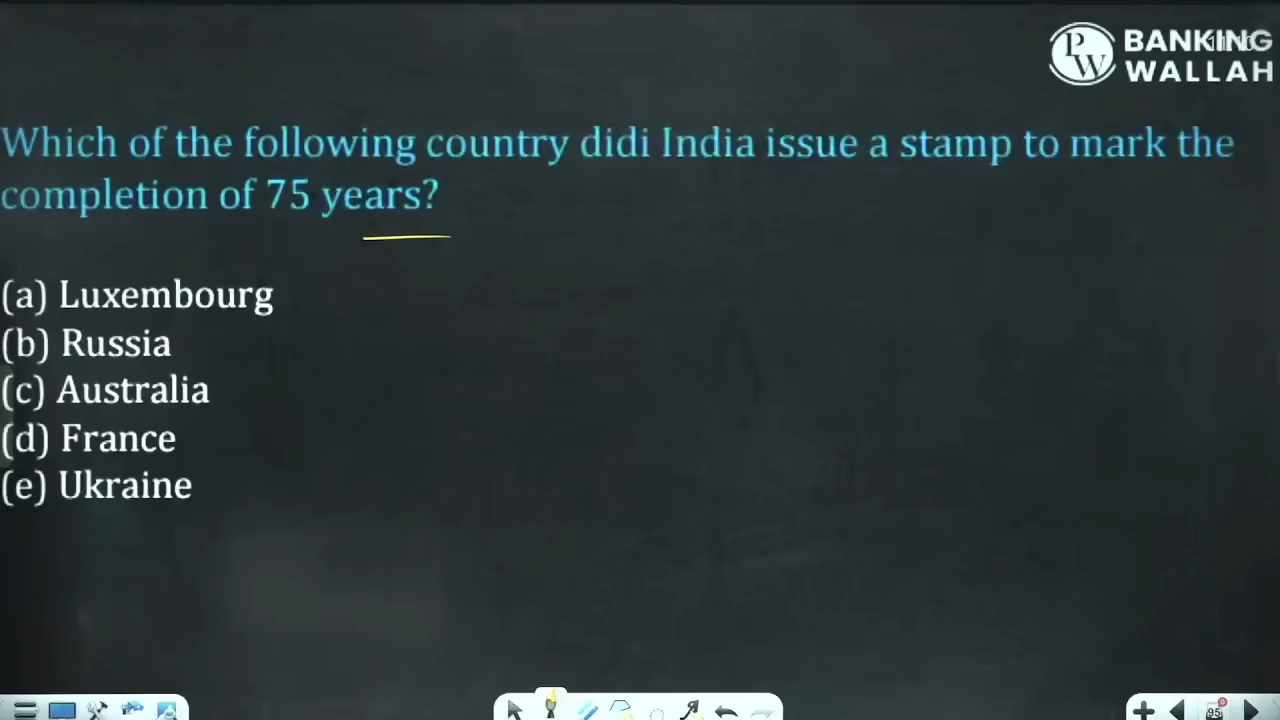 BANKING
WALLAH
Which of the following country didi India issue a stamp to mark the
completion of 75 years?
(a) Luxembourg
(b) Russia
(c) Australia
(d) France
(e) Ukraine
95